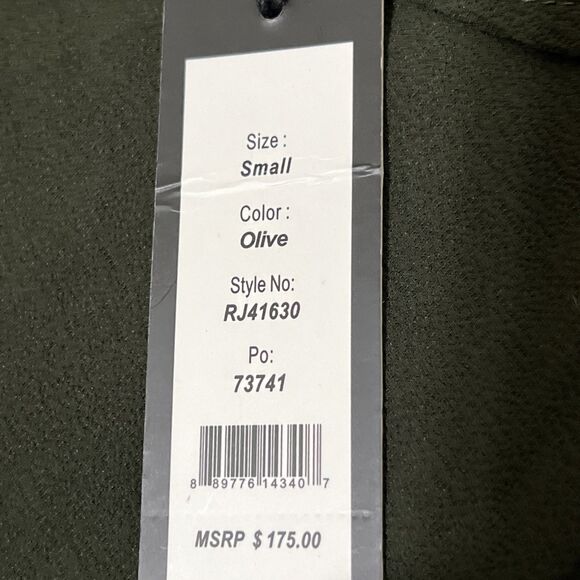 Size :
Small
Color :
Olive
Style No:
RJ41630
Po:
73741
8 89776 14340 7
MSRP $ 175.00